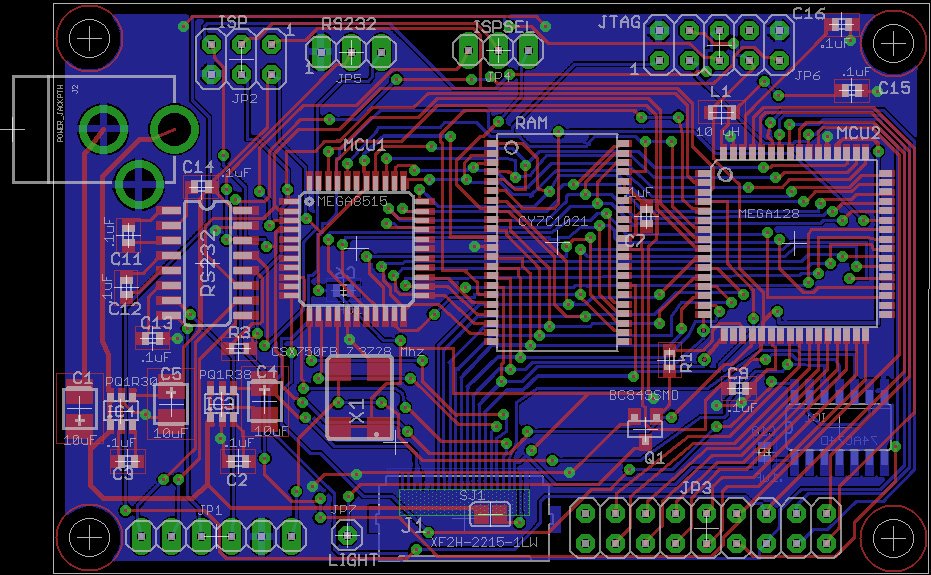 ISP
RS232
ISPSEL
JTAG
C16
.1uF
1
1
1
JP2
JP5
JP4
JP6
.1uF
C15
J2
POWER_JACKPTH
L1
10 uH
RAM
MCU1
MCU2
C14
.1uF
MEGA8515
CY7C1021
.1uF
C7
MEGA128
.1uF
C11
RS232
.1uF
C12
C13
.1uF
R3
CSX750FB 7.3728 Mhz
R1
C1
PQ1R30
C5
PQ1R38
C4
IC4
IC3
X1
C9
.1uF
BC849SMD
10uF
10uF
10uF
.1uF
.1uF
Q1
C3
C2
JP3
SJ1
JP1
JP7
J1
XF2H-2215-1LW
LIGHT